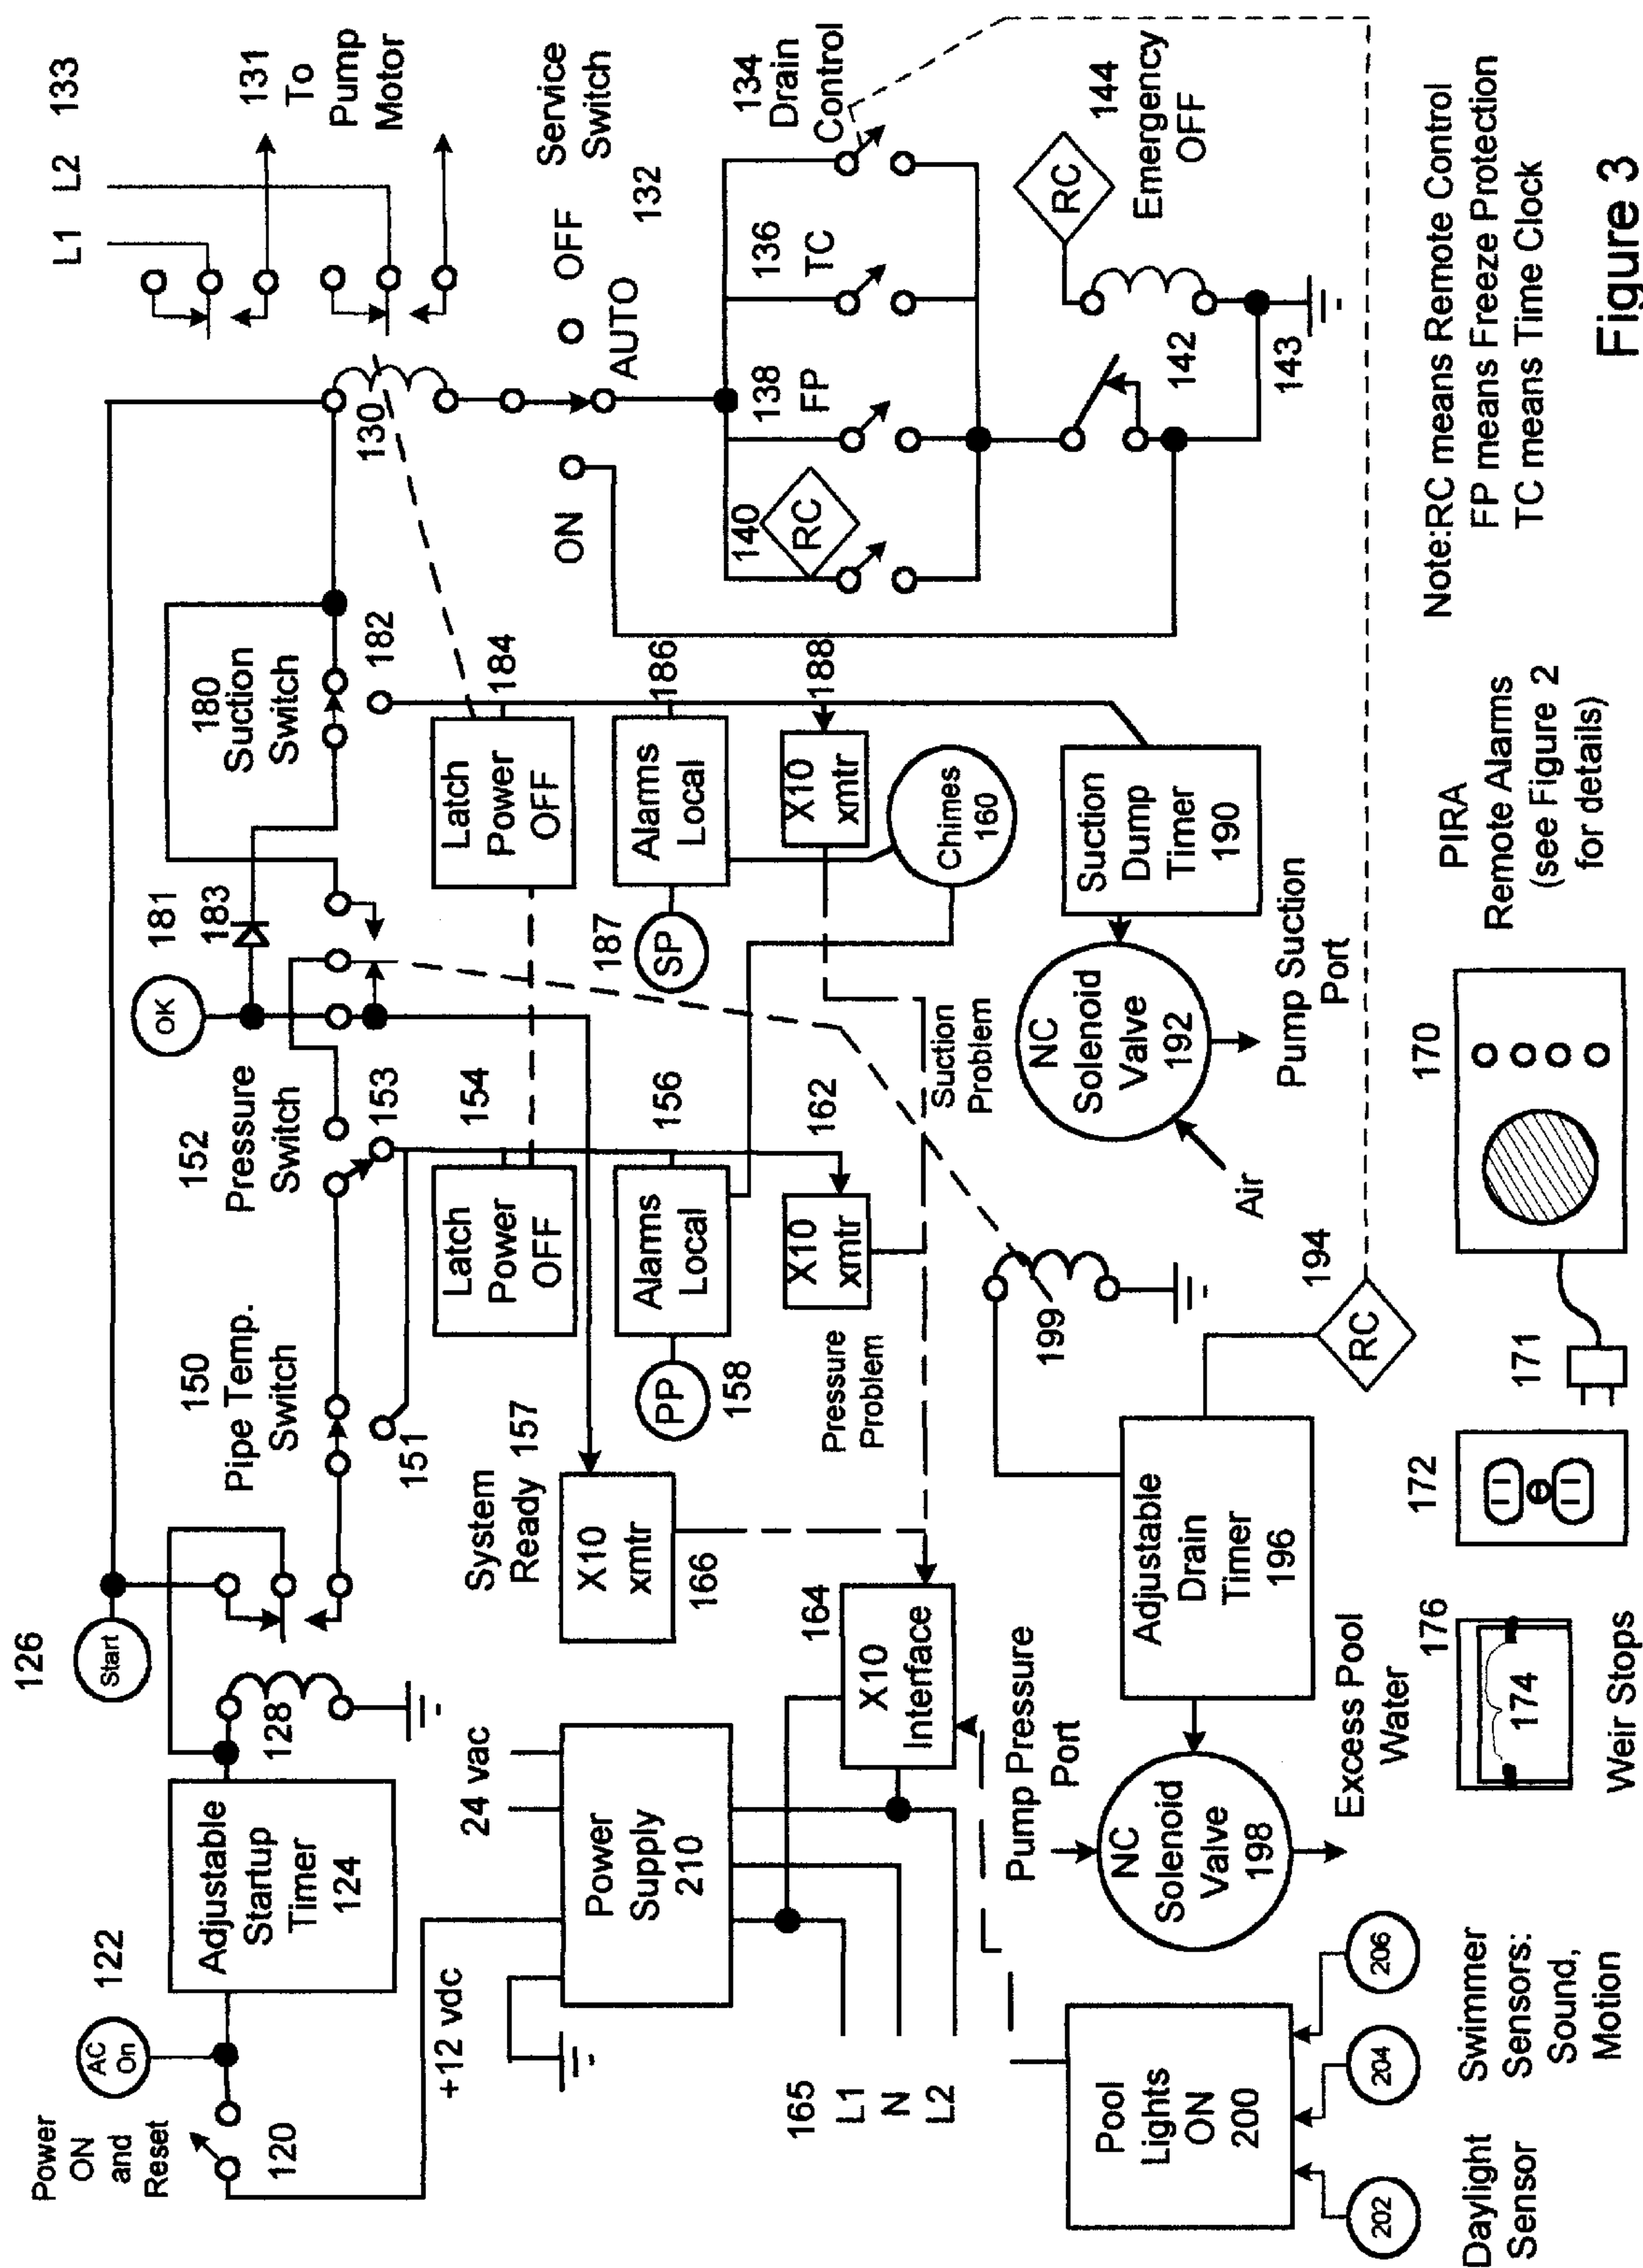 Power
ON
and
Reset
120
AC
On
122
Adjustable
Startup
Timer
124
126
Start
128
150
Pipe Temp.
Switch
151
152
Pressure
Switch
153
OK
181
183
180
Suction
Switch
182
130
L1 L2 133
131
To
Pump
Motor
Service
Switch
ON
OFF
AUTO
132
134
Drain
Control
136
TC
138
FP
140
RC
142
143
RC
144
Emergency
OFF
+12 vdc
24 vac
Power
Supply
210
165
L1
N
L2
System
Ready 157
X10
xmtr
166
164
X10
Interface
Latch
Power
OFF
154
Alarms
Local
156
PP
158
X10
xmtr
162
Pressure
Problem
Latch
Power
OFF
184
Alarms
Local
186
187
SP
X10
xmtr
188
Chimes
160
Suction
Problem
Suction
Dump
Timer
190
NC
Solenoid
Valve
192
Air
Pump Suction
Port
199
194
RC
Adjustable
Drain
Timer
196
Pump Pressure
Port
NC
Solenoid
Valve
198
Excess Pool
Water
Pool
Lights
ON
200
202
204
206
Daylight
Sensor
Swimmer
Sensors:
Sound,
Motion
176
174
Weir Stops
172
171
170
PIRA
Remote Alarms
(see Figure 2
for details)
Note:RC means Remote Control
FP means Freeze Protection
TC means Time Clock
Figure 3